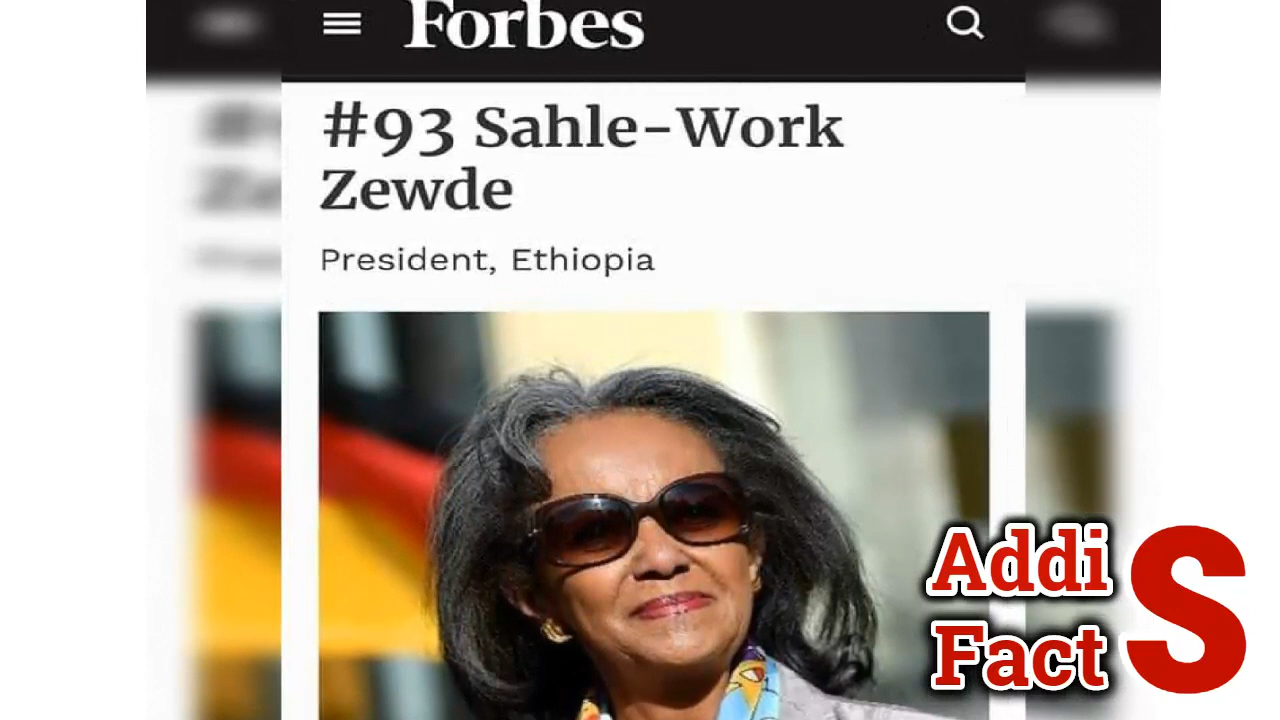 Forbes
#93 Sahle-Work
Zewde
President, Ethiopia
Addi
Fact
S